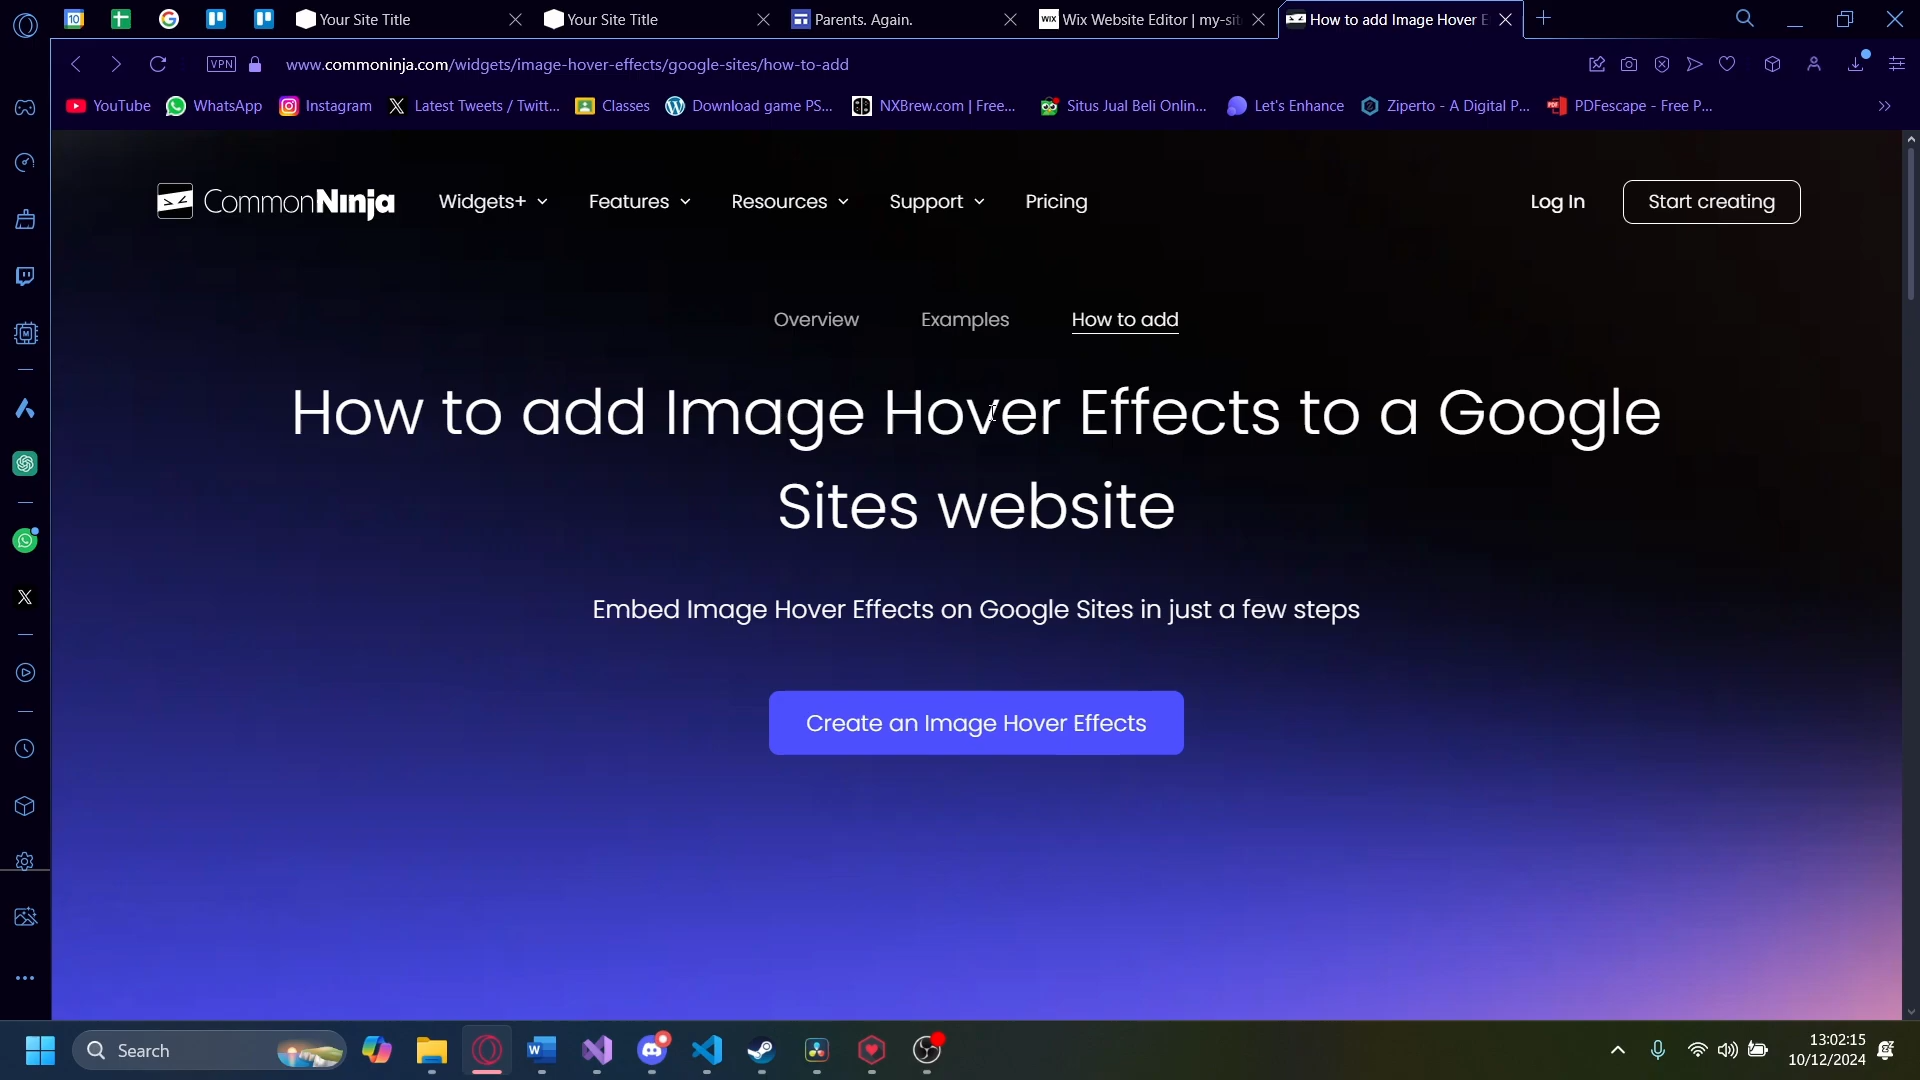 Your Site Title
Your Site Title
Parents. Again.
WIX Wix Website Editor | my-sit
How to add Image Hover E
VPN
www.commoninja.com/widgets/image-hover-effects/google-sites/how-to-add
YouTube
WhatsApp
Instagram
Latest Tweets / Twitt...
Classes
Download game PS...
NXBrew.com | Free...
Situs Jual Beli Onlin...
Let's Enhance
Ziperto - A Digital P...
PDFescape - Free P...
CommonNinja
Widgets+
Features
Resources
Support
Pricing
Log In
Start creating
Overview
Examples
How to add
How to add Image Hover Effects to a Google
Sites website
Embed Image Hover Effects on Google Sites in just a few steps
Create an Image Hover Effects
Search
13:02:15
10/12/2024